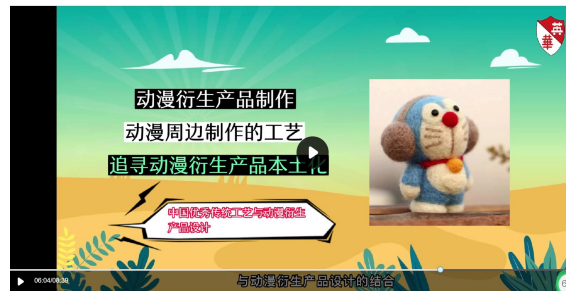 英
華
动漫衍生产品制作
动漫周边制作的工艺
追寻动漫衍生产品本土化
中国优秀传统工艺与动漫衍生
产品设计
与动漫衍生产品设计的结合
06:04/08:39
6